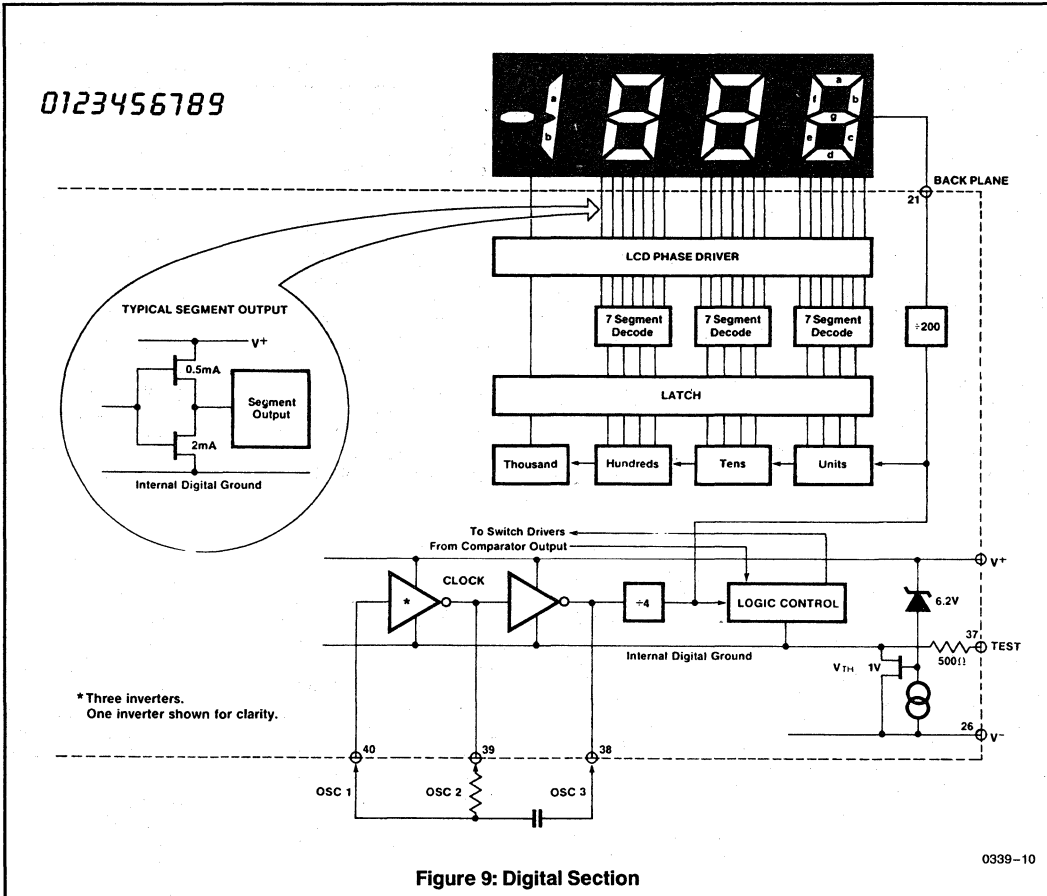 0123456789
-1 8 8 8
a
b
a
f
b
g
e
c
d
BACK PLANE
21
LCD PHASE DRIVER
TYPICAL SEGMENT OUTPUT
V+
0.5mA
Segment
Output
2mA
Internal Digital Ground
7 Segment
Decode
7 Segment
Decode
7 Segment
Decode
÷200
LATCH
Thousand
Hundreds
Tens
Units
To Switch Drivers
From Comparator Output
V+
CLOCK
*
÷4
LOGIC CONTROL
6.2V
37
TEST
500Ω
Internal Digital Ground
VTH
1V
26
V−
* Three inverters.
One inverter shown for clarity.
40
39
38
OSC 1
OSC 2
OSC 3
0339–10
Figure 9: Digital Section